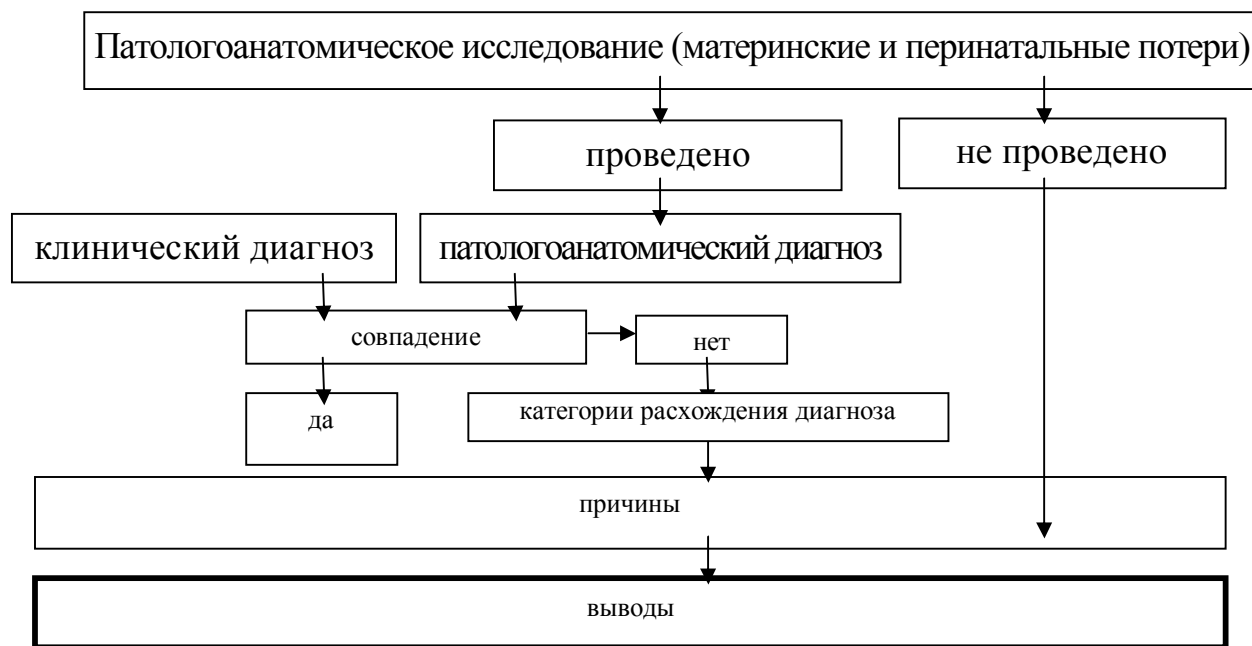 Патологоанатомическое исследование (материнские и перинатальные потери)
проведено
не проведено
клинический диагноз
патологоанатомический диагноз
совпадение
нет
да
категории расхождения диагноза
причины
выводы